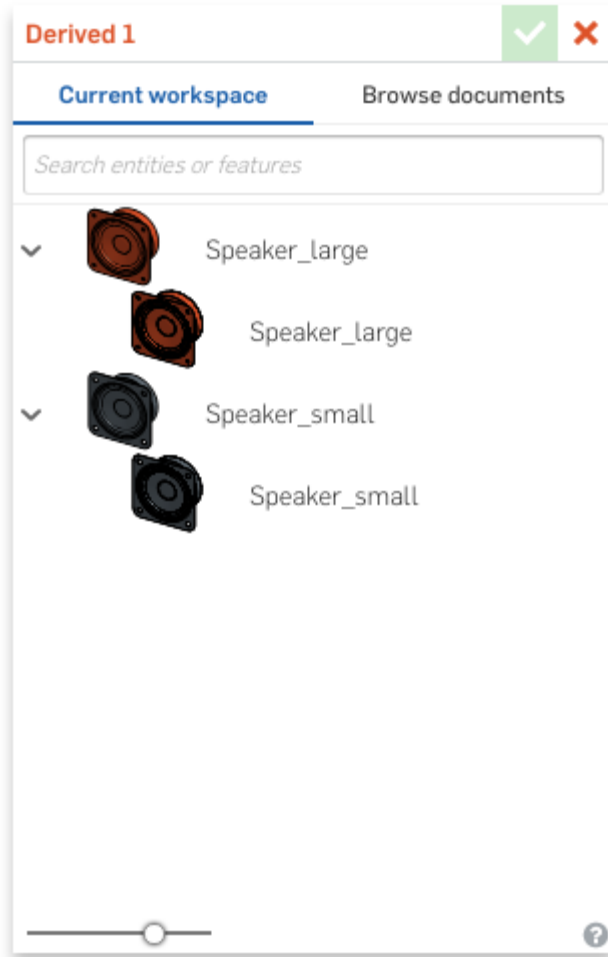 Derived 1
Current workspace Browse documents
Search entities or features
Speaker_large
Speaker_large
Speaker_small
Speaker_small
?